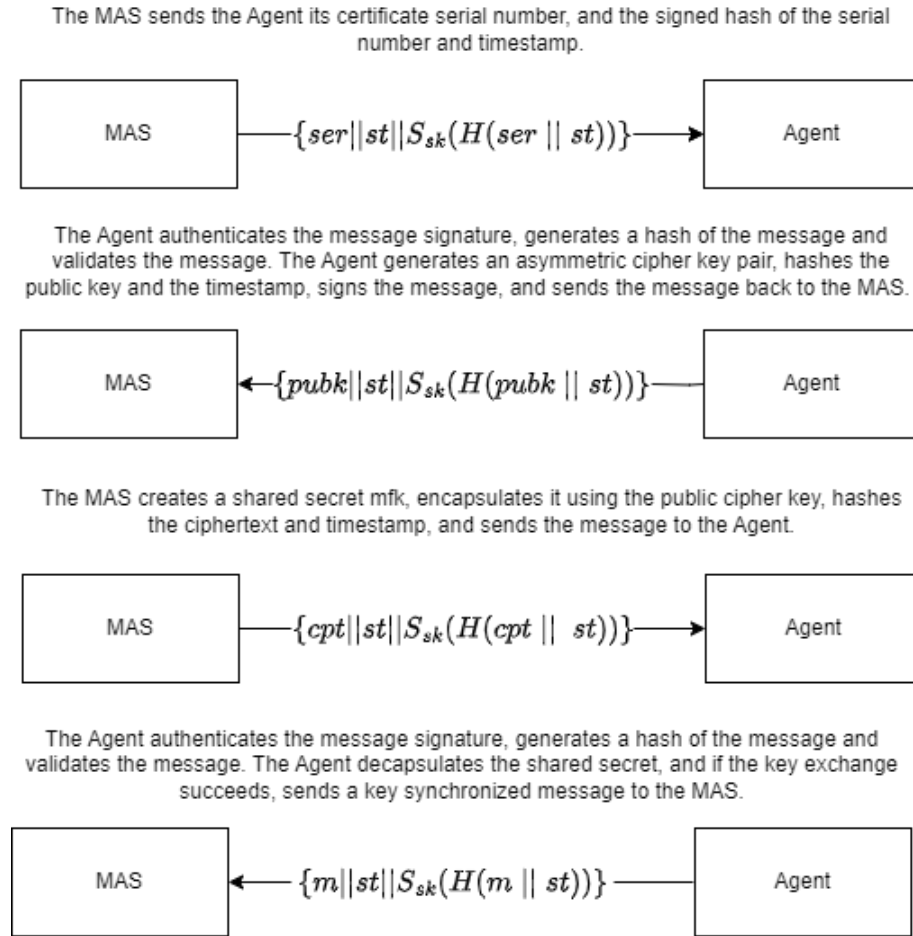 The MAS sends the Agent its certificate serial number, and the signed hash of the serial
number and timestamp.
MAS
{ser||st||S_sk(H(ser || st))}
Agent
The Agent authenticates the message signature, generates a hash of the message and
validates the message. The Agent generates an asymmetric cipher key pair, hashes the
public key and the timestamp, signs the message, and sends the message back to the MAS.
MAS
{pubk||st||S_sk(H(pubk || st))}
Agent
The MAS creates a shared secret mfk, encapsulates it using the public cipher key, hashes
the ciphertext and timestamp, and sends the message to the Agent.
MAS
{cpt||st||S_sk(H(cpt || st))}
Agent
The Agent authenticates the message signature, generates a hash of the message and
validates the message. The Agent decapsulates the shared secret, and if the key exchange
succeeds, sends a key synchronized message to the MAS.
MAS
{m||st||S_sk(H(m || st))}
Agent